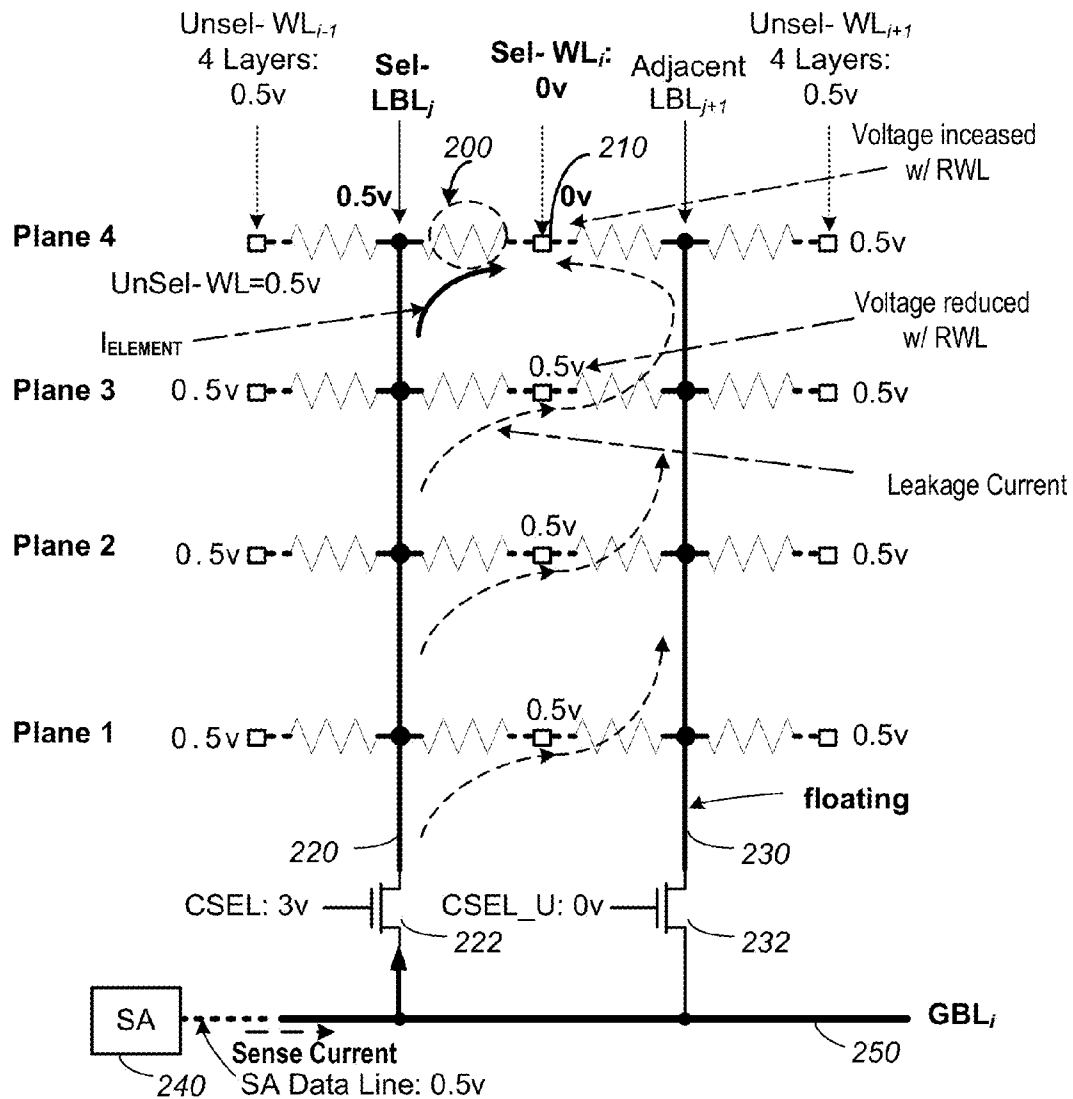 Unsel- WLi-1
4 Layers:
0.5v
Sel-
LBLj
Sel- WLi:
0v
Adjacent
LBLj+1
Unsel- WLi+1
4 Layers:
0.5v
200
210
Voltage inceased
w/ RWL
0.5v
0v
Plane 4
0.5v
UnSel- WL=0.5v
IELEMENT
Voltage reduced
w/ RWL
0.5v
Plane 3
0.5v
0.5v
Leakage Current
0.5v
Plane 2
0.5v
0.5v
0.5v
Plane 1
0.5v
0.5v
floating
220
230
CSEL: 3v
222
CSEL_U: 0v
232
SA
GBLi
Sense Current
250
240
SA Data Line: 0.5v